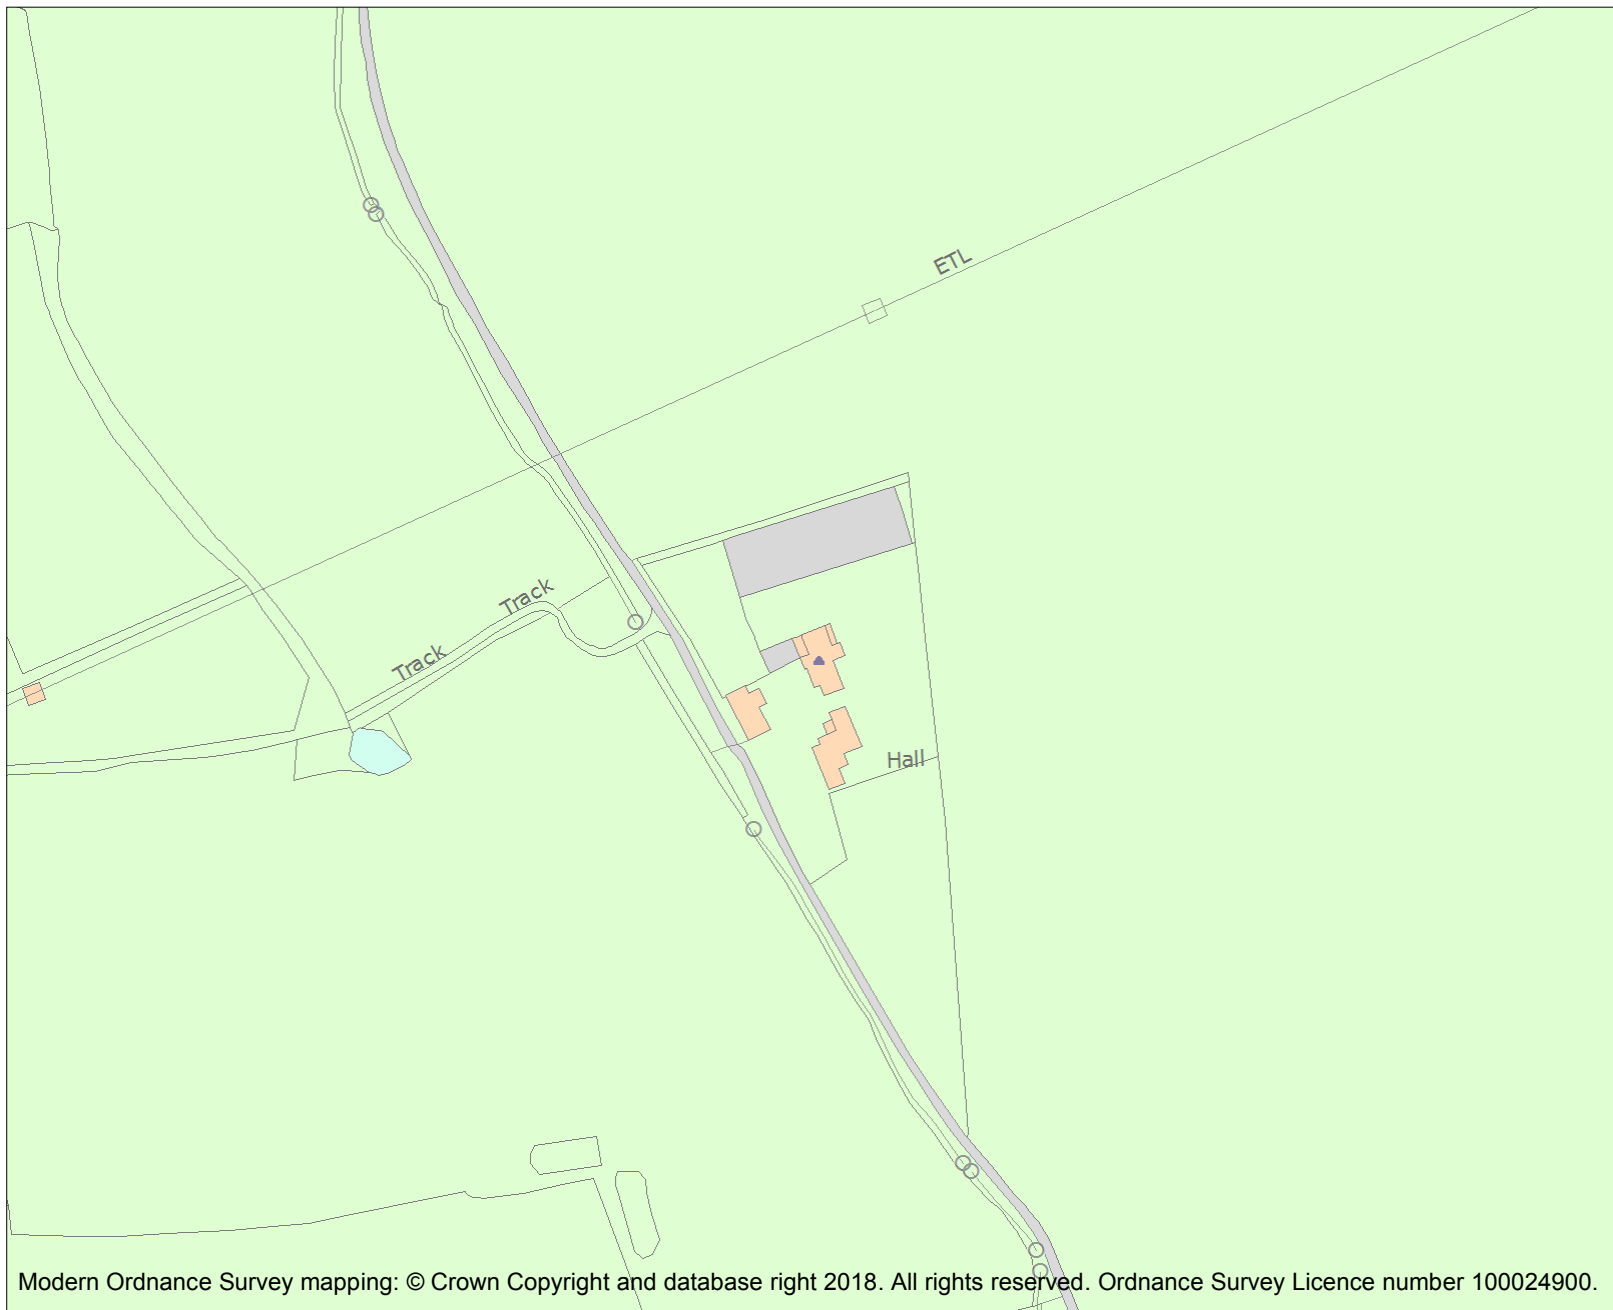 ETL
Track
Track
Hall
Modern Ordnance Survey mapping: © Crown Copyright and database right 2018. All rights reserved. Ordnance Survey Licence number 100024900.